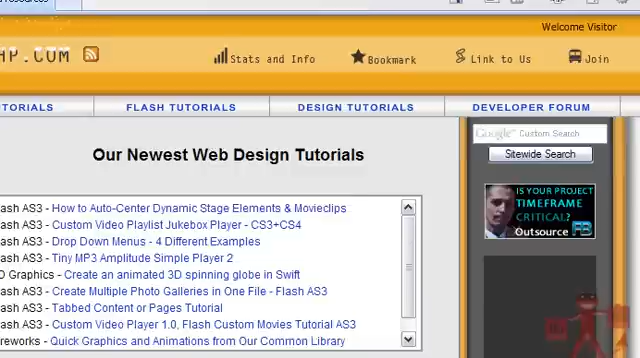 Welcome Visitor
HP.COM
Stats and Info
Bookmark
Link to Us
Join
TORIALS
FLASH TUTORIALS
DESIGN TUTORIALS
DEVELOPER FORUM
Google™ Custom Search
Sitewide Search
Our Newest Web Design Tutorials
lash AS3 - How to Auto-Center Dynamic Stage Elements & Movieclips
lash AS3 - Custom Video Playlist Jukebox Player - CS3+CS4
lash AS3 - Drop Down Menus - 4 Different Examples
lash AS3 - Tiny MP3 Amplitude Simple Player 2
D Graphics - Create an animated 3D spinning globe in Swift
lash AS3 - Create Multiple Photo Galleries in One File - Flash AS3
lash AS3 - Tabbed Content or Pages Tutorial
lash AS3 - Custom Video Player 1.0, Flash Custom Movies Tutorial AS3
ireworks - Quick Graphics and Animations from Our Common Library
IS YOUR PROJECT
TIMEFRAME
CRITICAL?
Outsource FB